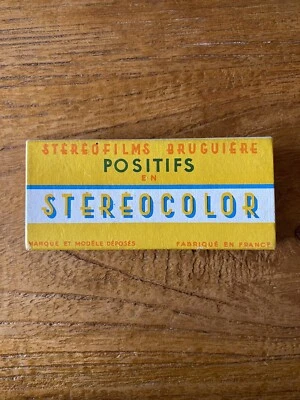 STÉRÉOFILMS BRUGUIÈRE
POSITIFS
EN
STÉRÉOCOLOR
MARQUE ET MODÈLE DÉPOSÉS FABRIQUÉ EN FRANCE